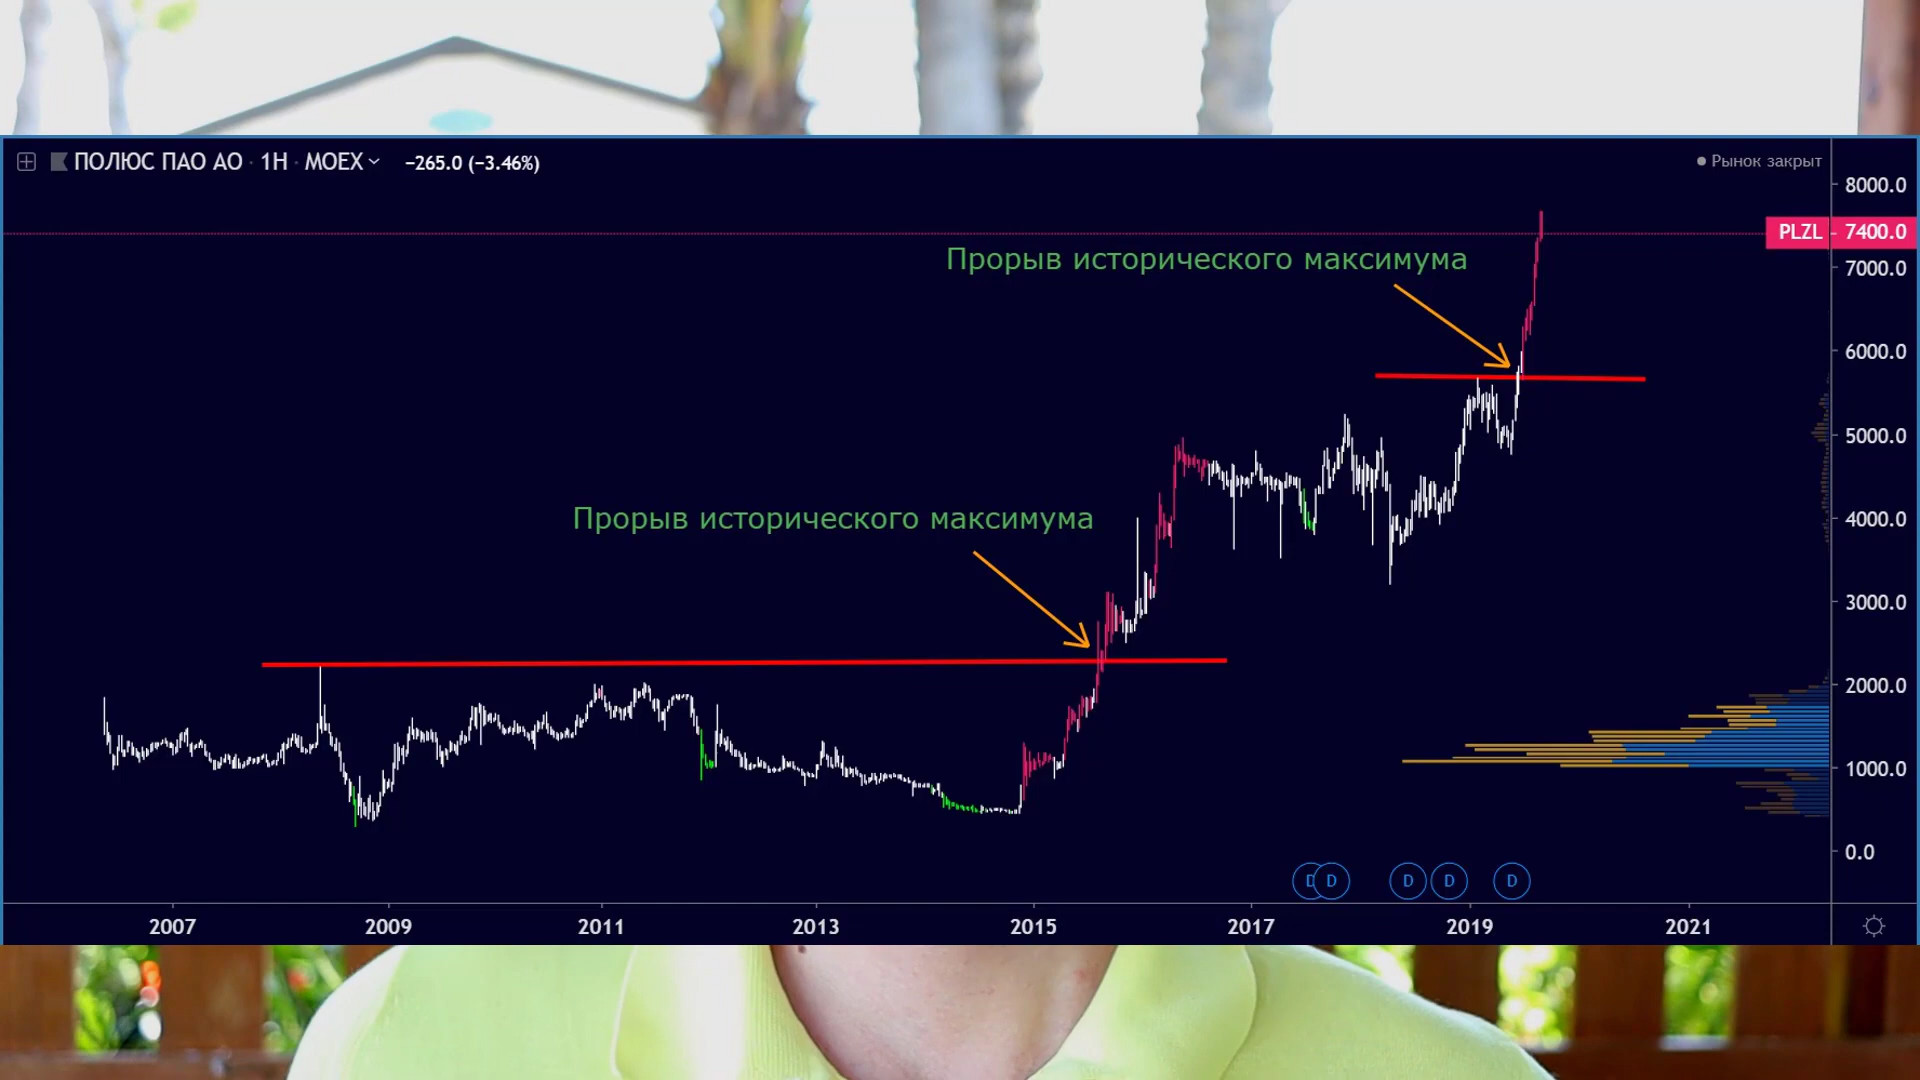 ПОЛЮС ПАО АО · 1Н · MOEX −265.0 (−3.46%)
Рынок закрыт
8000.0
PLZL 7400.0
Прорыв исторического максимума
7000.0
6000.0
5000.0
Прорыв исторического максимума
4000.0
3000.0
2000.0
1000.0
0.0
D D D D D
2007 2009 2011 2013 2015 2017 2019 2021